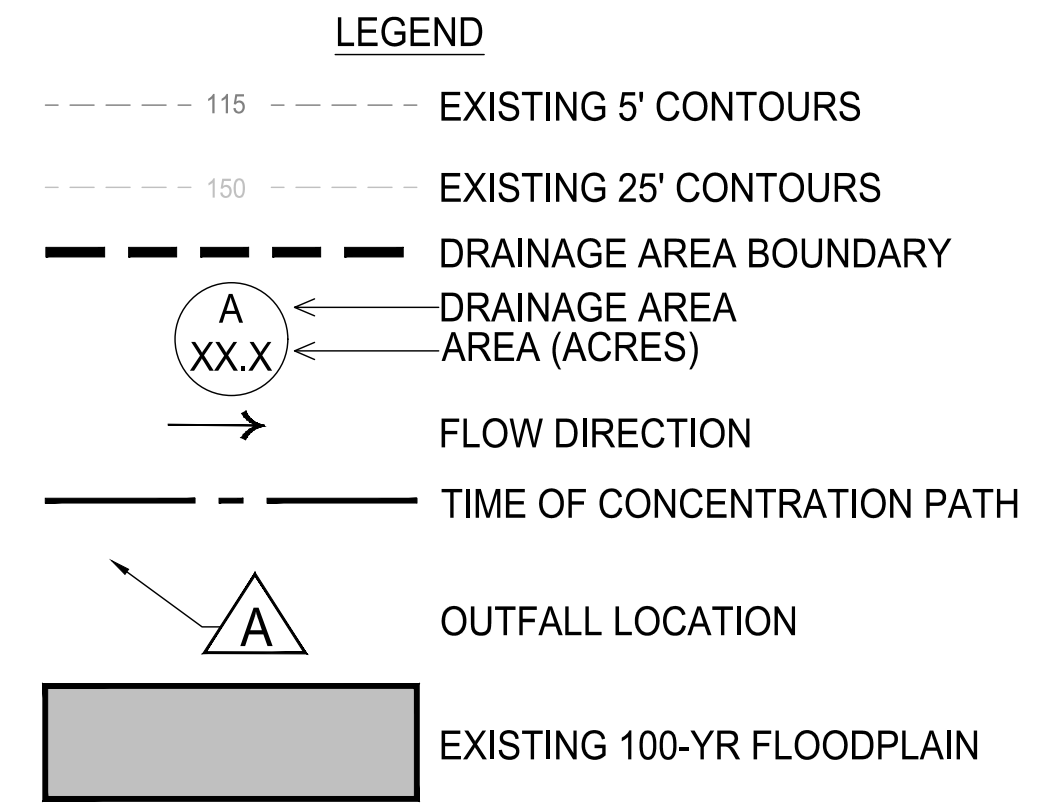 LEGEND
115 EXISTING 5' CONTOURS
150 EXISTING 25' CONTOURS
DRAINAGE AREA BOUNDARY
A DRAINAGE AREA
XX.X AREA (ACRES)
FLOW DIRECTION
TIME OF CONCENTRATION PATH
A OUTFALL LOCATION
EXISTING 100-YR FLOODPLAIN